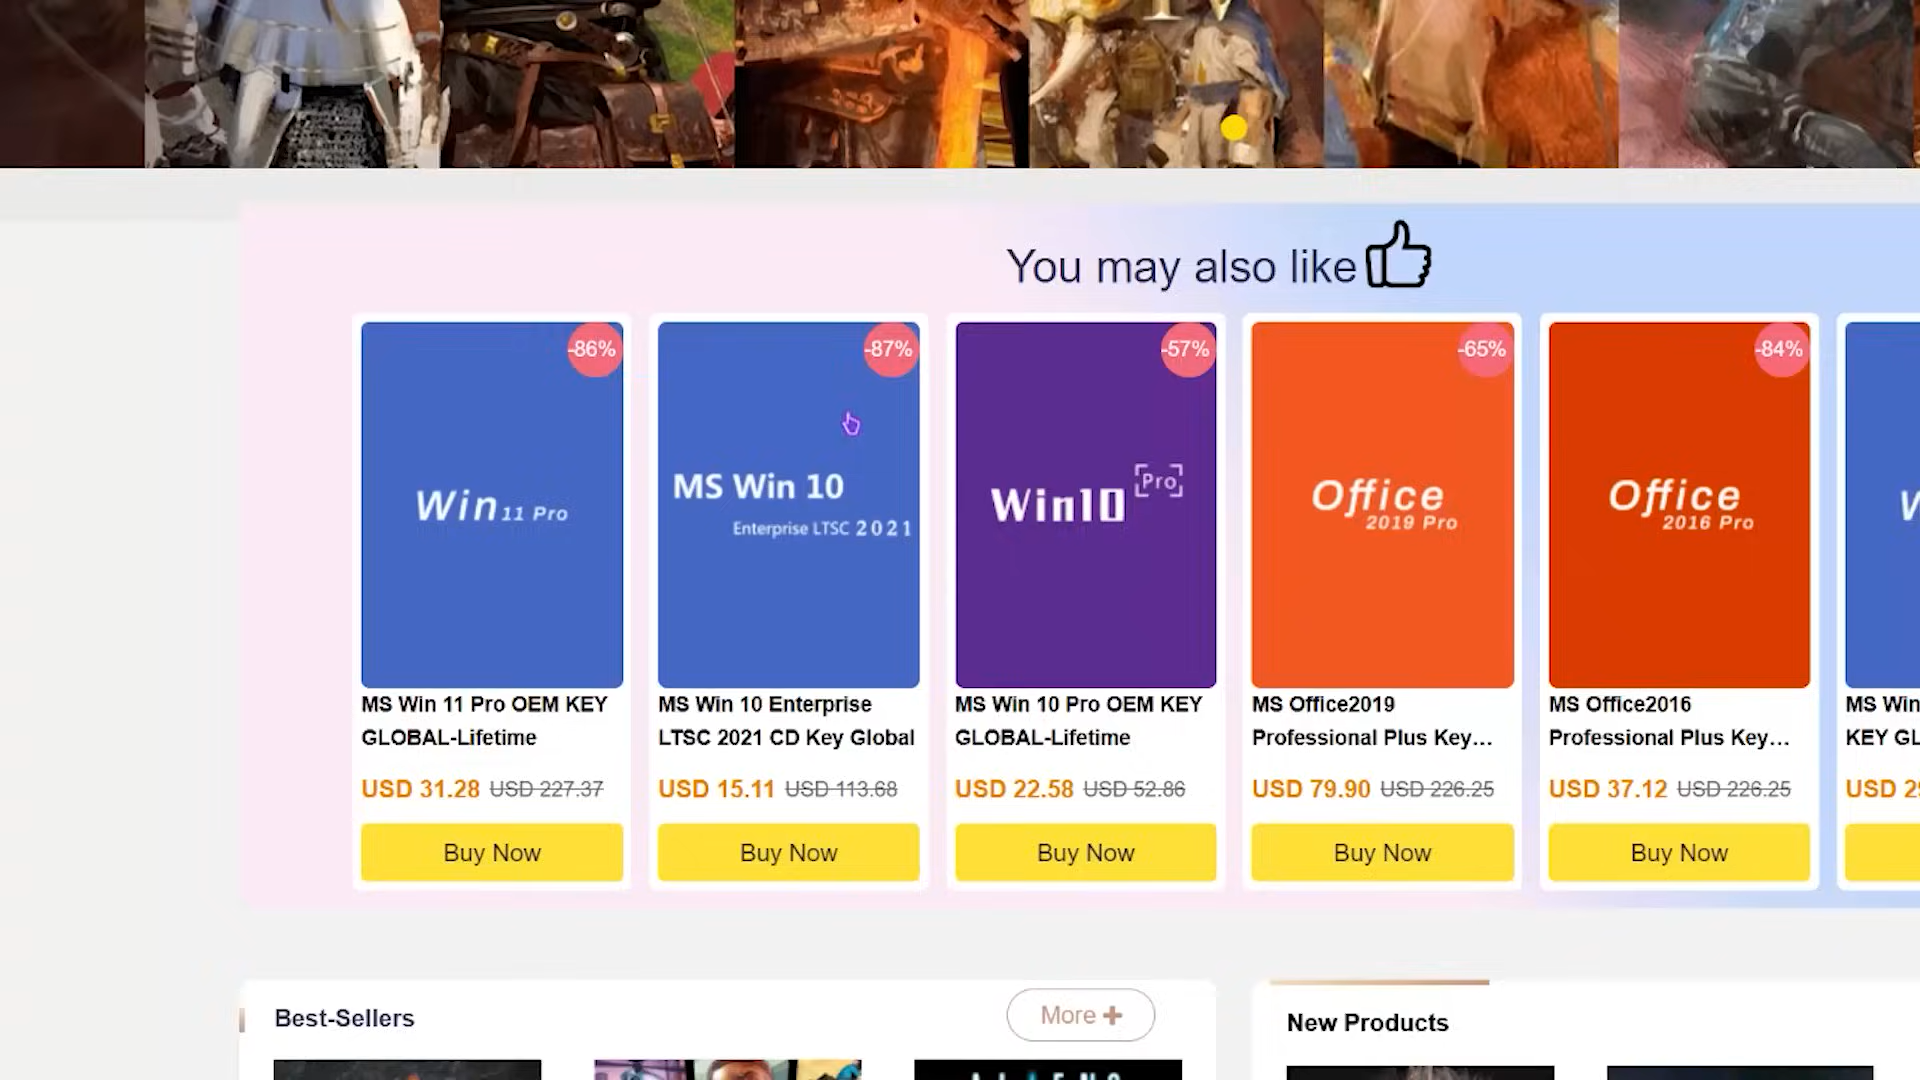 You may also like
-86%
-87%
-57%
-65%
-84%
Win 11 Pro
MS Win 10
Enterprise LTSC 2021
Win10 Pro
Office
2019 Pro
Office
2016 Pro
MS Win 11 Pro OEM KEY
GLOBAL-Lifetime
USD 31.28 USD 227.37
Buy Now
MS Win 10 Enterprise
LTSC 2021 CD Key Global
USD 15.11 USD 113.68
Buy Now
MS Win 10 Pro OEM KEY
GLOBAL-Lifetime
USD 22.58 USD 52.86
Buy Now
MS Office2019
Professional Plus Key...
USD 79.90 USD 226.25
Buy Now
MS Office2016
Professional Plus Key...
USD 37.12 USD 226.25
Buy Now
MS Win
KEY GL
USD 29
Best-Sellers
More +
New Products